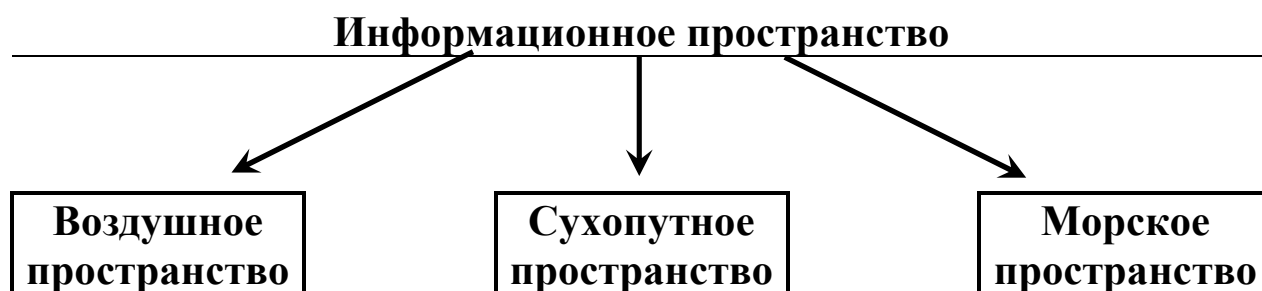 Информационное пространство
Воздушное
пространство
Сухопутное
пространство
Морское
пространство